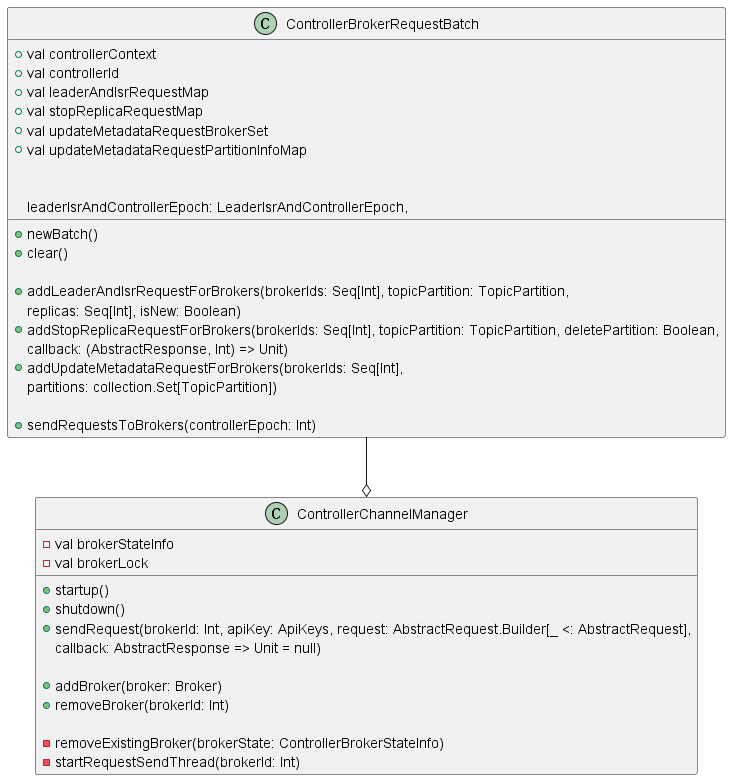 C ControllerBrokerRequestBatch
val controllerContext
val controllerId
val leaderAndIsrRequestMap
val stopReplicaRequestMap
val updateMetadataRequestBrokerSet
val updateMetadataRequestPartitionInfoMap
leaderIsrAndControllerEpoch: LeaderIsrAndControllerEpoch,
newBatch()
clear()
addLeaderAndIsrRequestForBrokers(brokerIds: Seq[Int], topicPartition: TopicPartition,
replicas: Seq[Int], isNew: Boolean)
addStopReplicaRequestForBrokers(brokerIds: Seq[Int], topicPartition: TopicPartition, deletePartition: Boolean,
callback: (AbstractResponse, Int) => Unit)
addUpdateMetadataRequestForBrokers(brokerIds: Seq[Int],
partitions: collection.Set[TopicPartition])
sendRequestsToBrokers(controllerEpoch: Int)
C ControllerChannelManager
val brokerStateInfo
val brokerLock
startup()
shutdown()
sendRequest(brokerId: Int, apiKey: ApiKeys, request: AbstractRequest.Builder[_ <: AbstractRequest],
callback: AbstractResponse => Unit = null)
addBroker(broker: Broker)
removeBroker(brokerId: Int)
removeExistingBroker(brokerState: ControllerBrokerStateInfo)
startRequestSendThread(brokerId: Int)